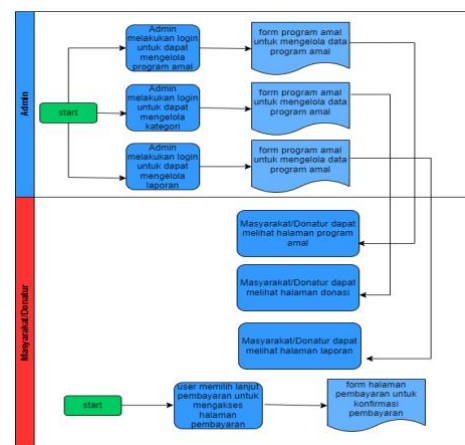 Admin
start
Admin
melakukan login
untuk dapat
mengelola
program amal
form program amal
untuk mengelola data
program amal
Admin
melakukan login
untuk dapat
mengelola
kategori
form program amal
untuk mengelola data
program amal
Admin
melakukan login
untuk dapat
mengelola
laporan
form program amal
untuk mengelola data
program amal
Masyarakat/Donatur
Masyarakat/Donatur dapat
melihat halaman program
amal
Masyarakat/Donatur dapat
melihat halaman donasi
Masyarakat/Donatur dapat
melihat halaman laporan
start
user memilih lanjut
pembayaran untuk
mengakses
halaman
pembayaran
form halaman
pembayaran untuk
konfirmasi
pembayaran